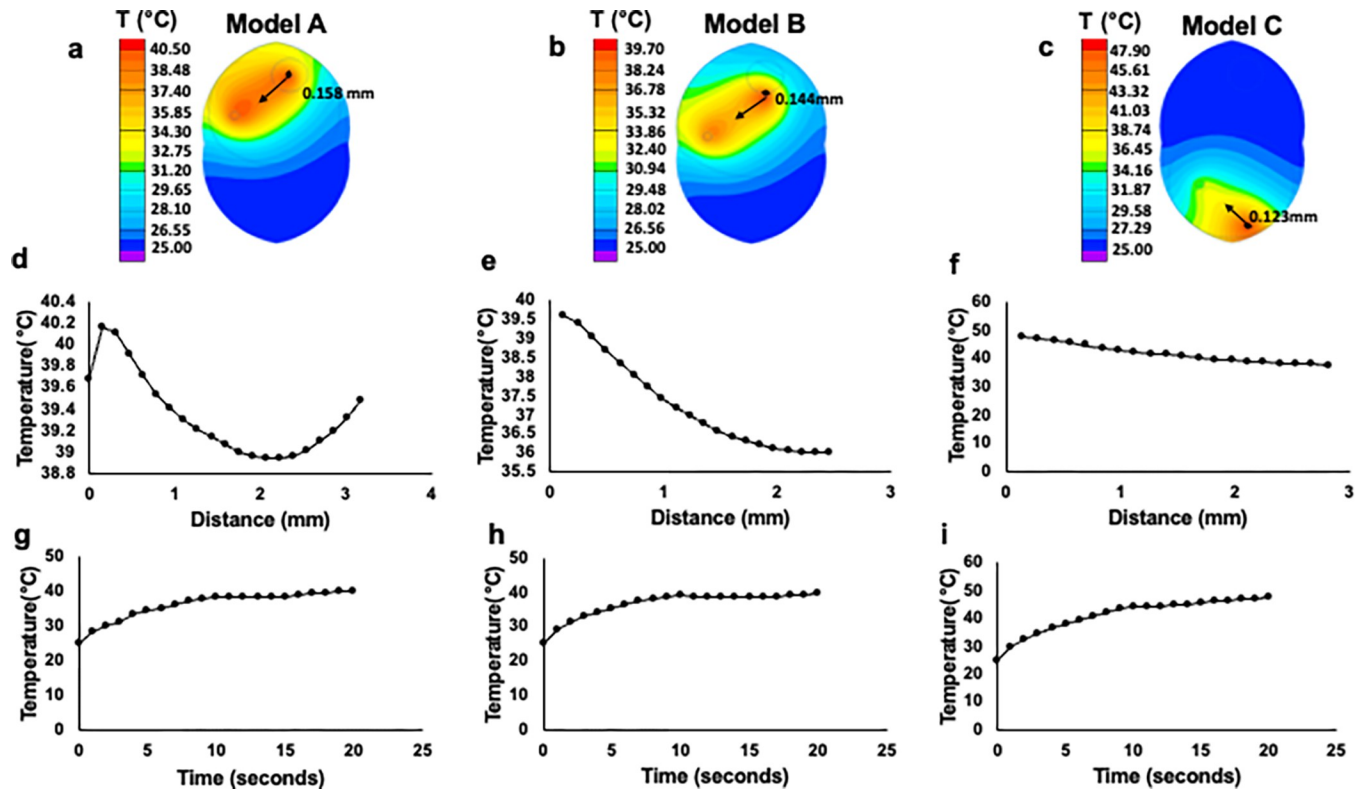 T (°C) Model A
a
40.50
38.48
37.40
35.85
34.30
32.75
31.20
29.65
28.10
26.55
25.00
0.158 mm
T (°C) Model B
b
39.70
38.24
36.78
35.32
33.86
32.40
30.94
29.48
28.02
26.56
25.00
0.144mm
T (°C) Model C
c
47.90
45.61
43.32
41.03
38.74
36.45
34.16
31.87
29.58
27.29
25.00
0.123mm
d
Temperature(°C)
40.4
40.2
40
39.8
39.6
39.4
39.2
39
38.8
0 1 2 3 4
Distance (mm)
e
Temperature(°C)
40
39.5
39
38.5
38
37.5
37
36.5
36
35.5
0 1 2 3
Distance (mm)
f
Temperature(°C)
60
50
40
30
20
10
0
0 1 2 3
Distance (mm)
g
Temperature(°C)
50
40
30
20
10
0
0 5 10 15 20 25
Time (seconds)
h
Temperature(°C)
50
40
30
20
10
0
0 5 10 15 20 25
Time (seconds)
i
Temperature(°C)
60
50
40
30
20
10
0
0 5 10 15 20 25
Time (seconds)